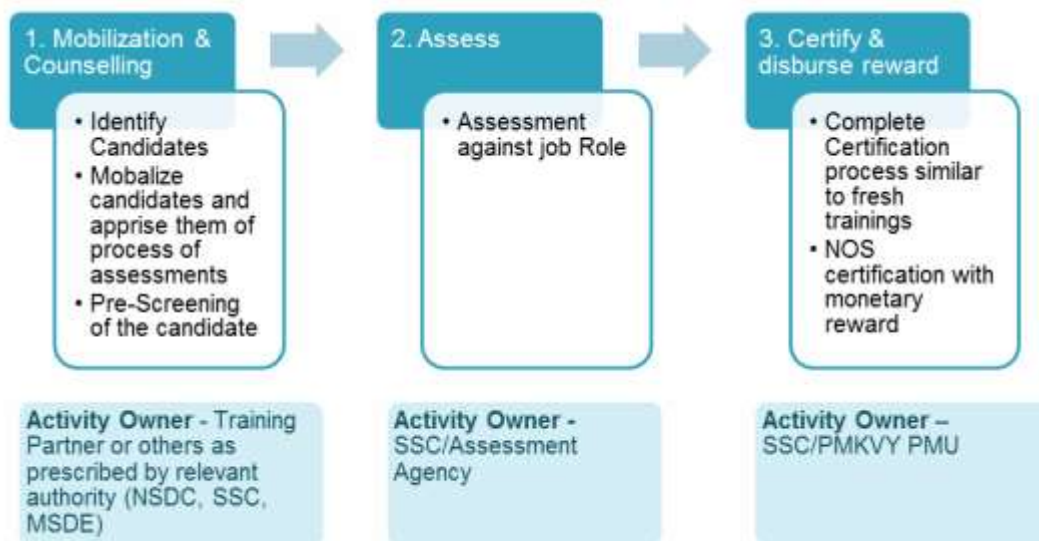 1. Mobilization &
Counselling
• Identify
Candidates
• Mobalize
candidates and
apprise them of
process of
assessments
• Pre-Screening
of the candidate
Activity Owner - Training
Partner or others as
prescribed by relevant
authority (NSDC, SSC,
MSDE)
2. Assess
• Assessment
against job Role
Activity Owner -
SSC/Assessment
Agency
3. Certify &
disburse reward
• Complete
Certification
process similar
to fresh
trainings
• NOS
certification with
monetary
reward
Activity Owner –
SSC/PMKVY PMU